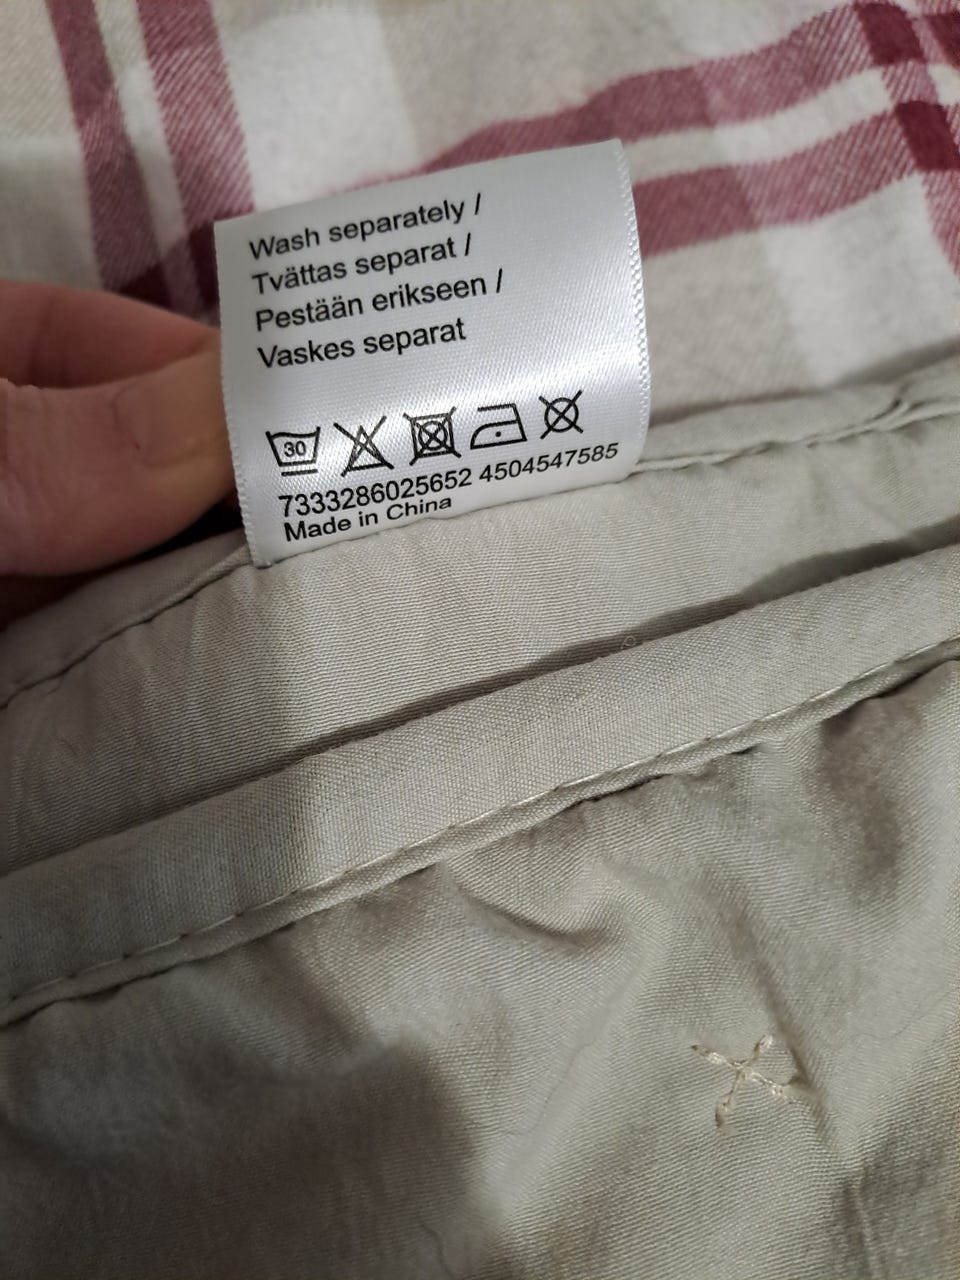 Wash separately /
Tvättas separat /
Pestään erikseen /
Vaskes separat
30
7333286025652 4504547585
Made in China